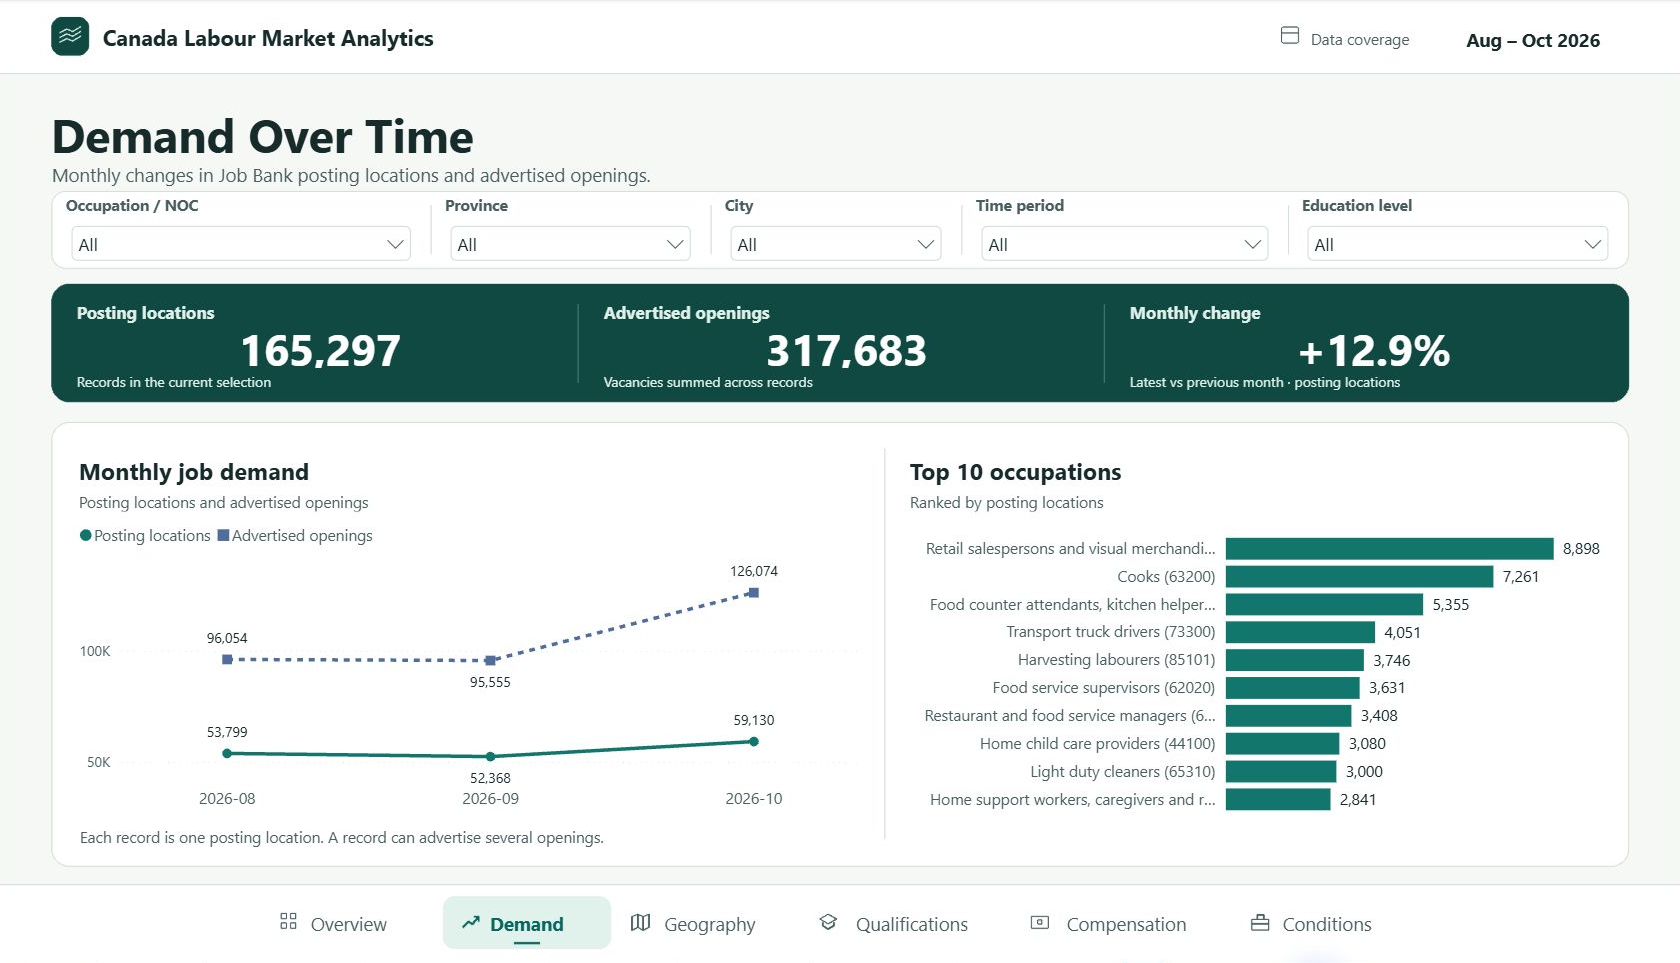 Canada Labour Market Analytics
Data coverage
Aug – Oct 2026
Demand Over Time
Monthly changes in Job Bank posting locations and advertised openings.
Occupation / NOC
Province
City
Time period
Education level
All
All
All
All
All
Posting locations
165,297
Records in the current selection
Advertised openings
317,683
Vacancies summed across records
Monthly change
+12.9%
Latest vs previous month · posting locations
Monthly job demand
Posting locations and advertised openings
Posting locations
Advertised openings
126,074
96,054
100K
95,555
59,130
53,799
50K
52,368
2026-08
2026-09
2026-10
Each record is one posting location. A record can advertise several openings.
Top 10 occupations
Ranked by posting locations
Retail salespersons and visual merchandi... 8,898
Cooks (63200) 7,261
Food counter attendants, kitchen helper... 5,355
Transport truck drivers (73300) 4,051
Harvesting labourers (85101) 3,746
Food service supervisors (62020) 3,631
Restaurant and food service managers (6... 3,408
Home child care providers (44100) 3,080
Light duty cleaners (65310) 3,000
Home support workers, caregivers and r... 2,841
Overview
Demand
Geography
Qualifications
Compensation
Conditions